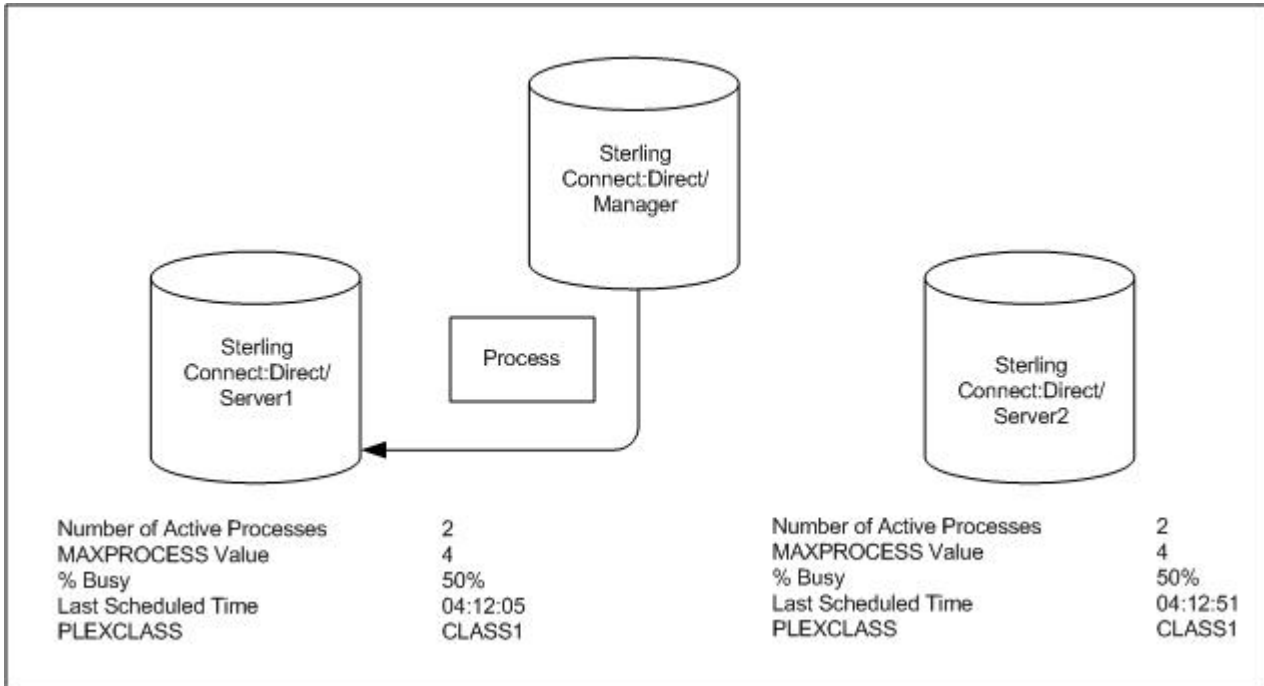 Sterling
Connect:Direct/
Manager
Sterling
Connect:Direct/
Server1
Process
Sterling
Connect:Direct/
Server2
Number of Active Processes 2
MAXPROCESS Value 4
% Busy 50%
Last Scheduled Time 04:12:05
PLEXCLASS CLASS1
Number of Active Processes 2
MAXPROCESS Value 4
% Busy 50%
Last Scheduled Time 04:12:51
PLEXCLASS CLASS1